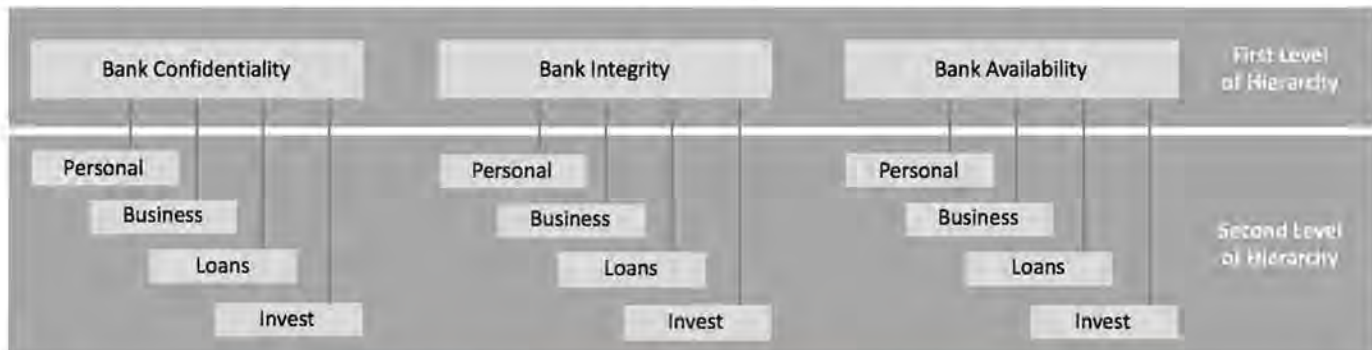 Bank Confidentiality
Bank Integrity
Bank Availability
First Level
of Hierarchy
Personal
Business
Loans
Invest
Personal
Business
Loans
Invest
Personal
Business
Loans
Invest
Second Level
of Hierarchy